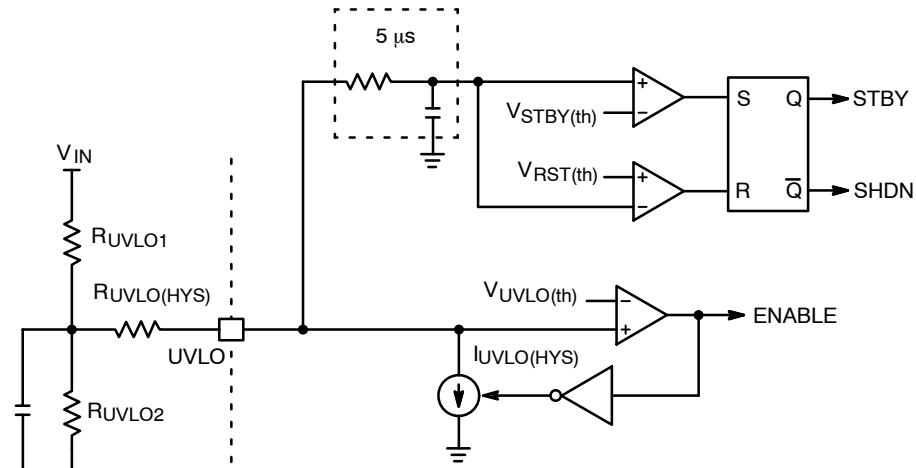 5 μs
S Q
STBY
VSTBY(th)
+
−
VIN
VRST(th)
+
−
R Q̅
SHDN
RUVLO1
RUVLO(HYS)
VUVLO(th)
−
+
ENABLE
UVLO
IUVLO(HYS)
RUVLO2